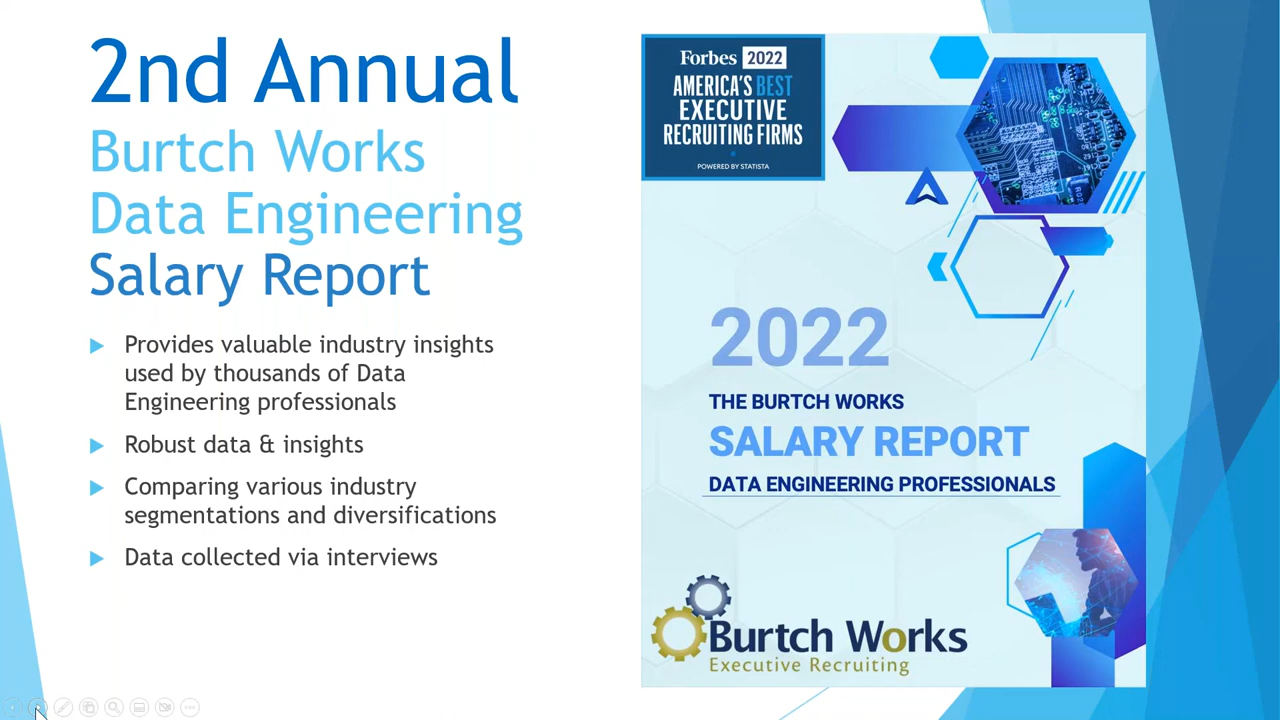 2nd Annual
Burtch Works
Data Engineering
Salary Report
Provides valuable industry insights
used by thousands of Data
Engineering professionals
Robust data & insights
Comparing various industry
segmentations and diversifications
Data collected via interviews
Forbes 2022
AMERICA'S BEST
EXECUTIVE
RECRUITING FIRMS
POWERED BY STATISTA
2022
THE BURTCH WORKS
SALARY REPORT
DATA ENGINEERING PROFESSIONALS
Burtch Works
Executive Recruiting